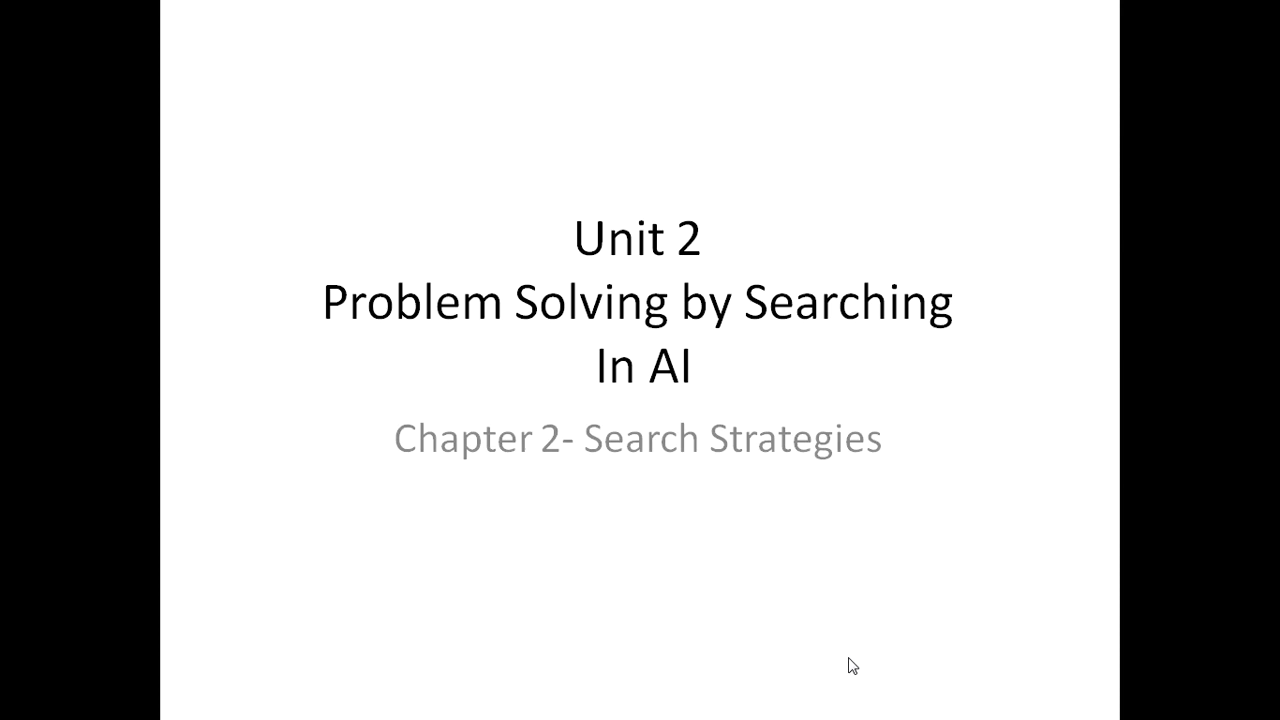 Unit 2
Problem Solving by Searching
In AI
Chapter 2- Search Strategies